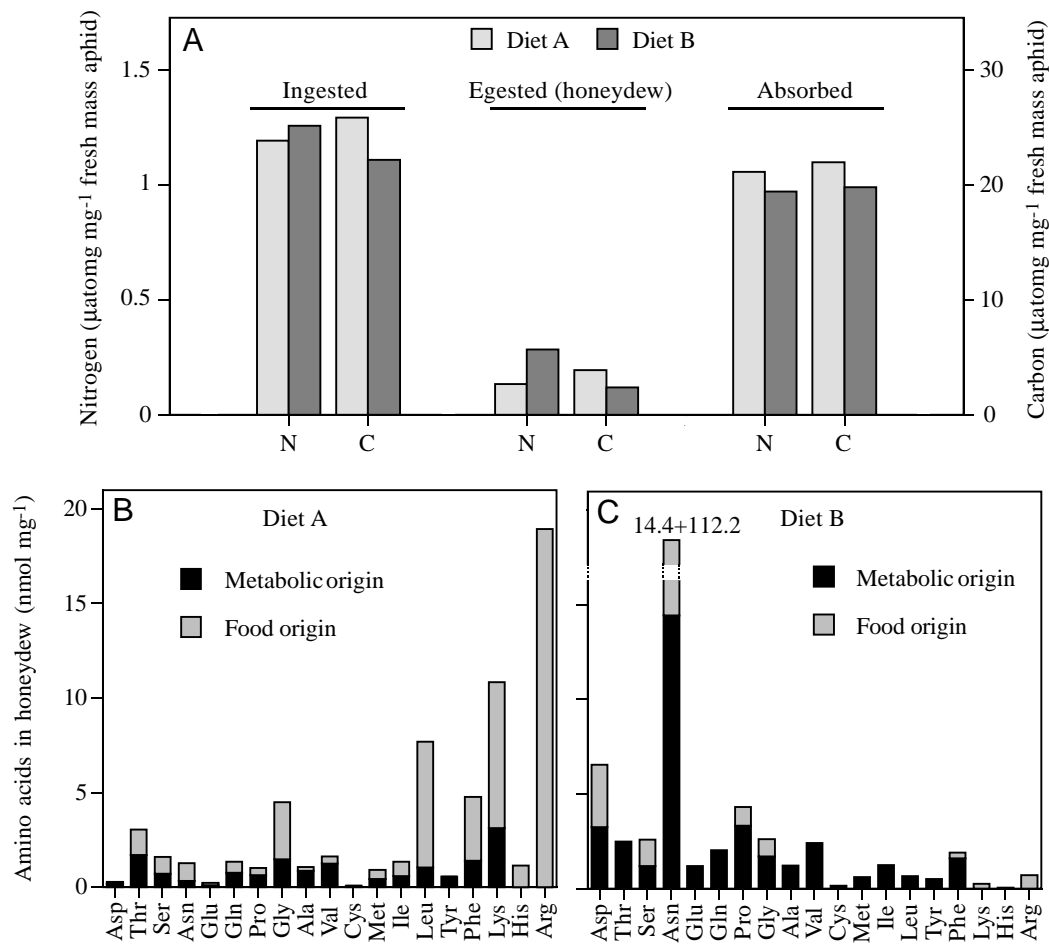 A
Diet A
Diet B
Ingested
Egested (honeydew)
Absorbed
1.5
1
0.5
0
30
20
10
0
Nitrogen (µatomg mg⁻¹ fresh mass aphid)
Carbon (µatomg mg⁻¹ fresh mass aphid)
N
C
N
C
N
C
B
Diet A
Metabolic origin
Food origin
20
15
10
5
0
Amino acids in honeydew (nmol mg⁻¹)
Asp
Thr
Ser
Asn
Glu
Gln
Pro
Gly
Ala
Val
Cys
Met
Ile
Leu
Tyr
Phe
Lys
His
Arg
C
Diet B
14.4+112.2
Metabolic origin
Food origin
Asp
Thr
Ser
Asn
Glu
Gln
Pro
Gly
Ala
Val
Cys
Met
Ile
Leu
Tyr
Phe
Lys
His
Arg